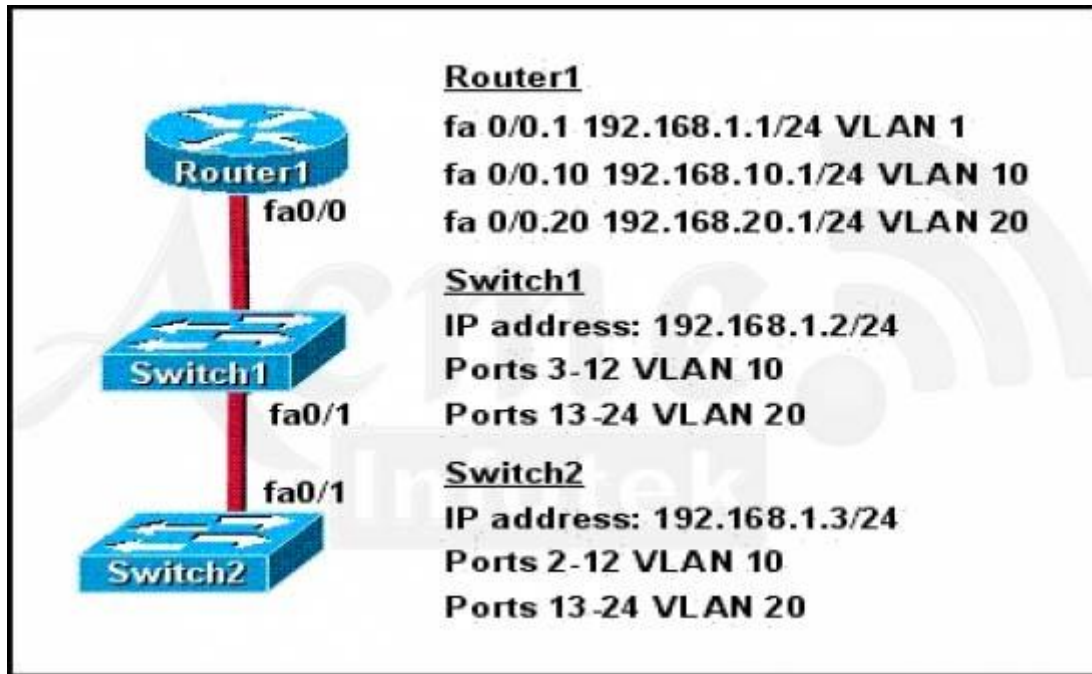 Router1
fa0/0
Switch1
fa0/1
fa0/1
Switch2
Router1
fa 0/0.1 192.168.1.1/24 VLAN 1
fa 0/0.10 192.168.10.1/24 VLAN 10
fa 0/0.20 192.168.20.1/24 VLAN 20
Switch1
IP address: 192.168.1.2/24
Ports 3-12 VLAN 10
Ports 13-24 VLAN 20
Switch2
IP address: 192.168.1.3/24
Ports 2-12 VLAN 10
Ports 13-24 VLAN 20
Acme
Infotek